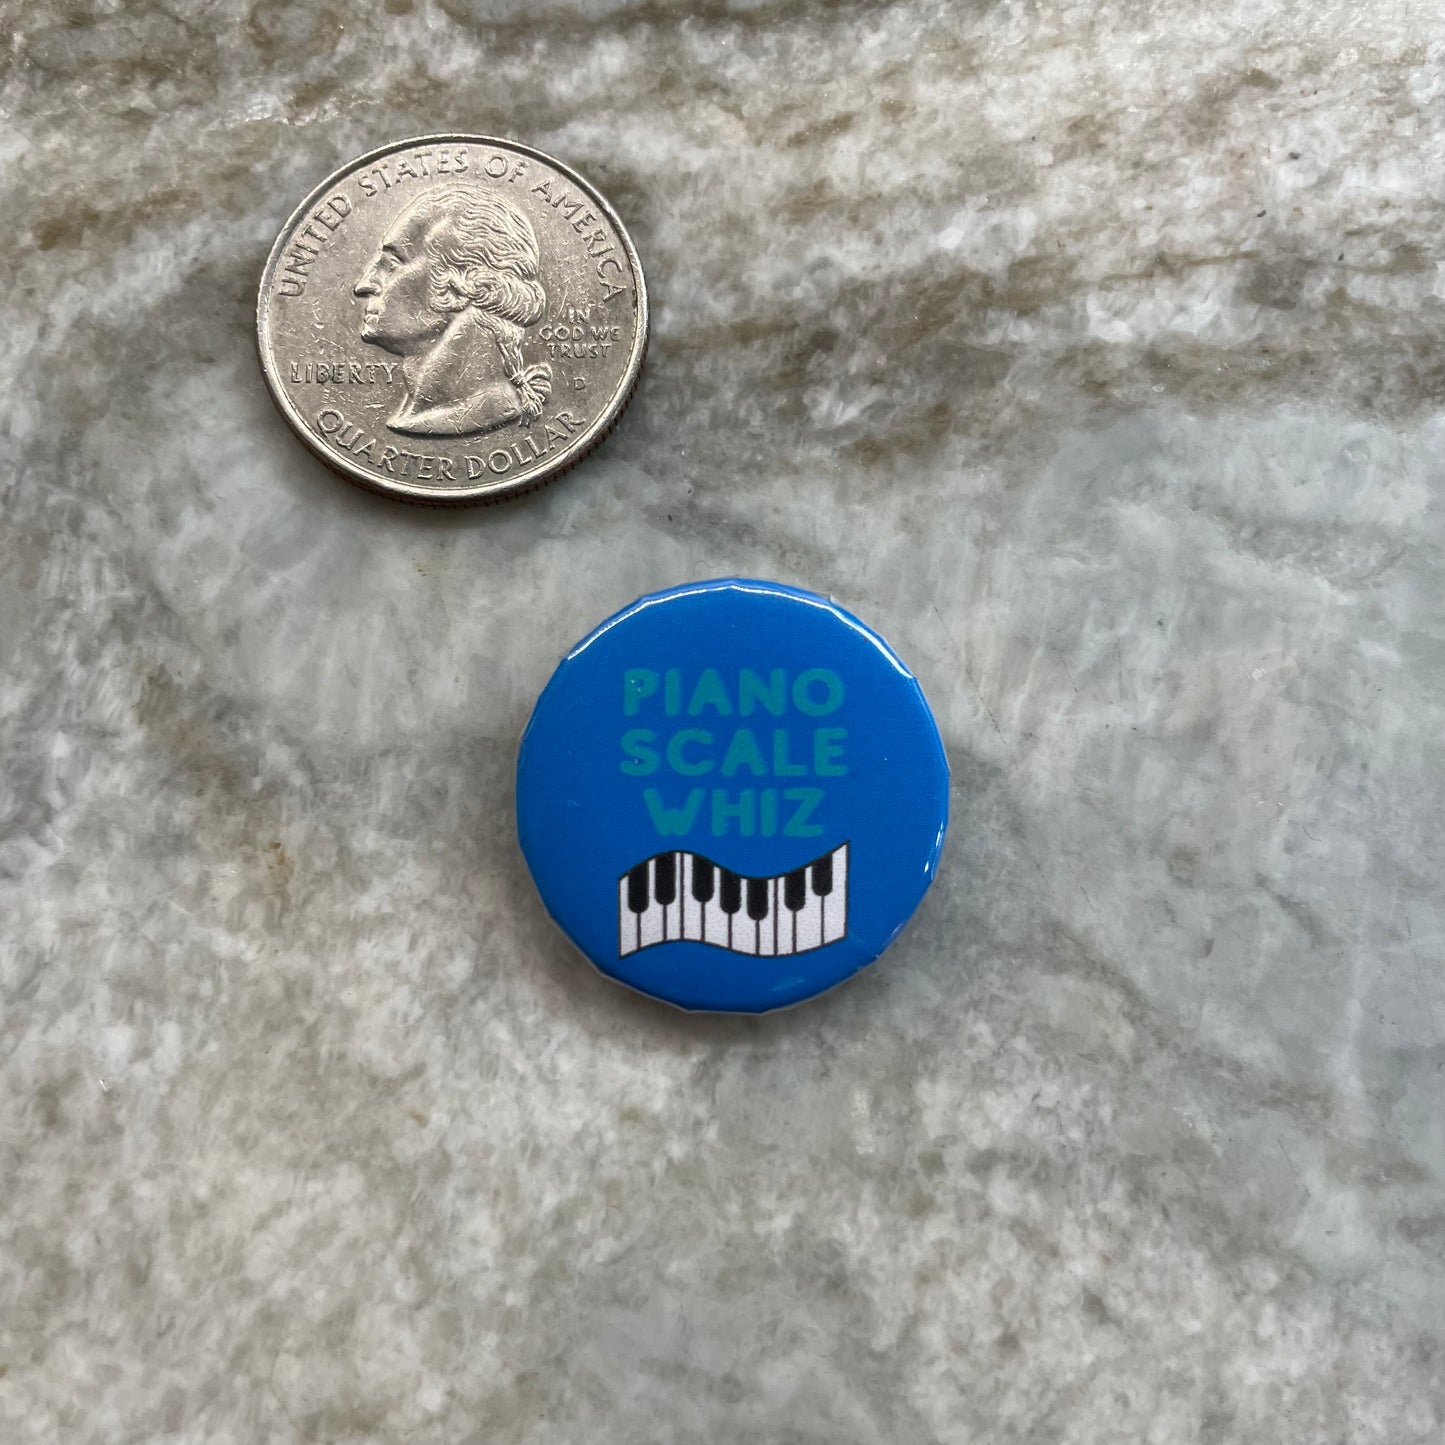 UNITED STATES OF AMERICA
LIBERTY
IN
GOD WE
TRUST
D
QUARTER DOLLAR
PIANO
SCALE
WHIZ